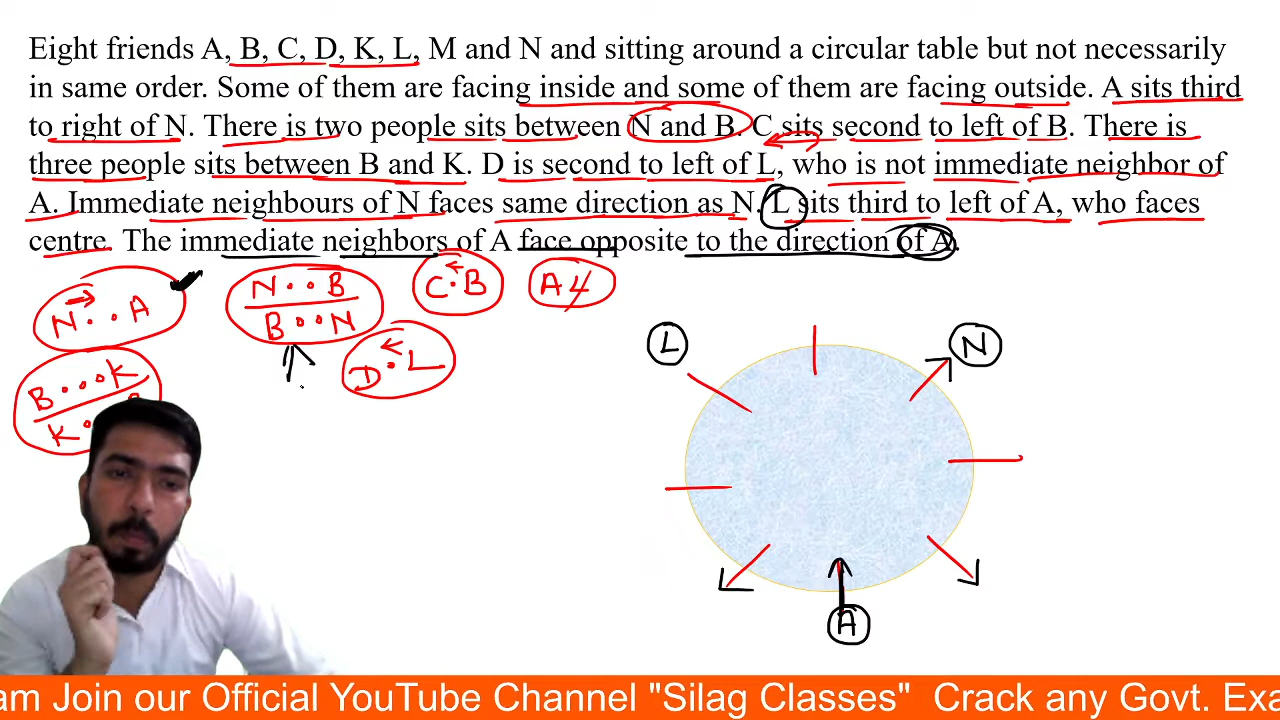 Eight friends A, B, C, D, K, L, M and N and sitting around a circular table but not necessarily
in same order. Some of them are facing inside and some of them are facing outside. A sits third
to right of N. There is two people sits between N and B. C sits second to left of B. There is
three people sits between B and K. D is second to left of L, who is not immediate neighbor of
A. Immediate neighbours of N faces same direction as N. L sits third to left of A, who faces
centre. The immediate neighbors of A face opposite to the direction of A.
N . . A
N . . B
B . . N
C . B
A
D . L
B . . . K
K .
L
N
A
am Join our Official YouTube Channel "Silag Classes" Crack any Govt. Exa